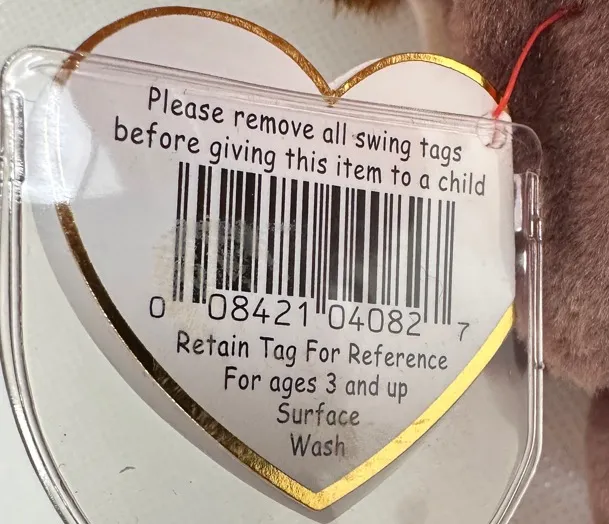 Please remove all swing tags
before giving this item to a child
0 08421 04082 7
Retain Tag For Reference
For ages 3 and up
Surface
Wash